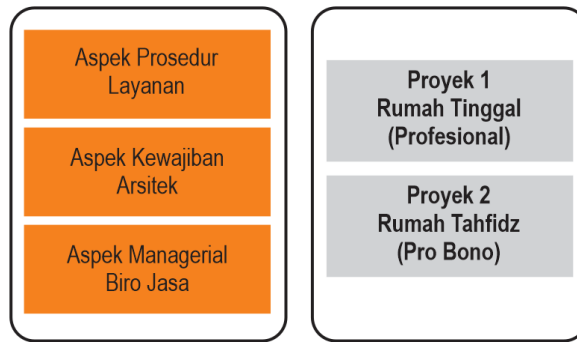 Aspek Prosedur
Layanan
Aspek Kewajiban
Arsitek
Aspek Managerial
Biro Jasa
Proyek 1
Rumah Tinggal
(Profesional)
Proyek 2
Rumah Tahfidz
(Pro Bono)